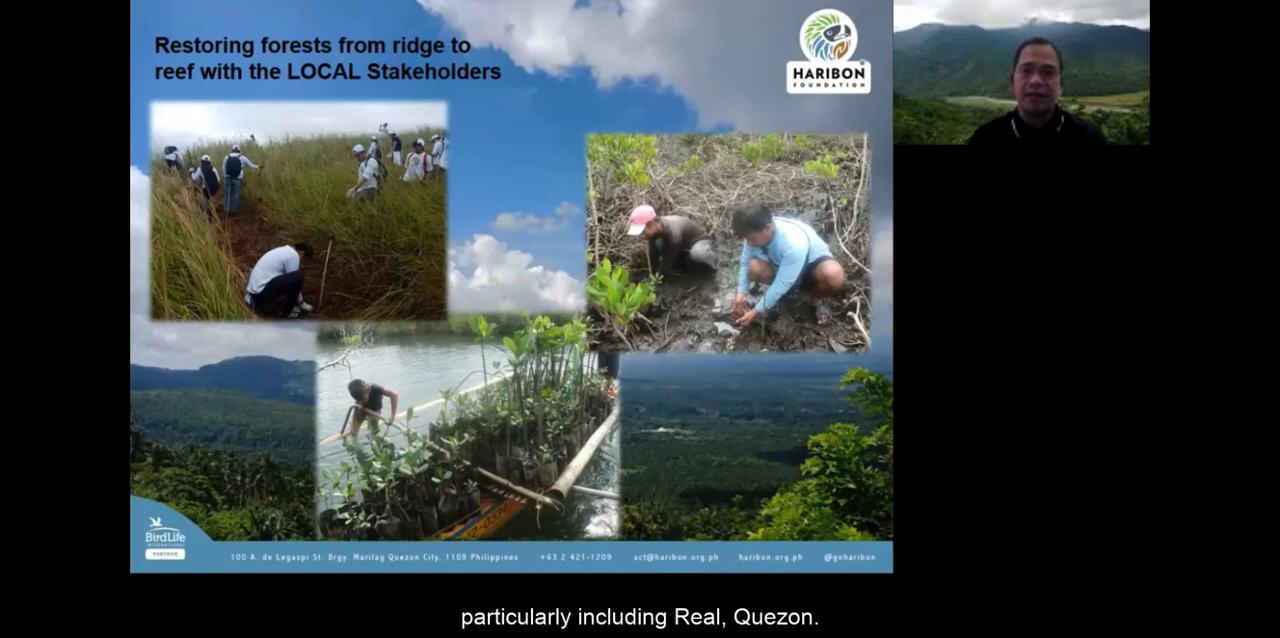 Restoring forests from ridge to
reef with the LOCAL Stakeholders
HARIBON
FOUNDATION
BirdLife
INTERNATIONAL
PARTNER
100 A. de Legaspi St. Brgy. Marilag Quezon City, 1109 Philippines +63 2 421-1209 act@haribon.org.ph haribon.org.ph @goharibon
particularly including Real, Quezon.